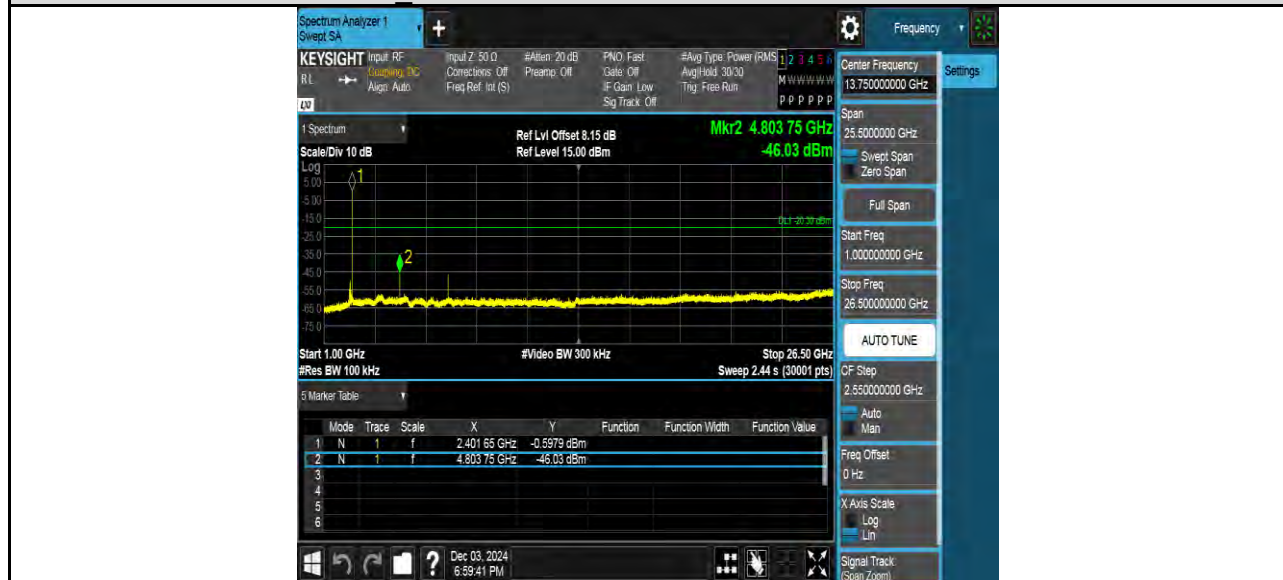 Spectrum Analyzer 1
Swept SA
+
Frequency
KEYSIGHT
RL
LXI
Input: RF
Coupling: DC
Align: Auto
Input Z: 50 Ω
Corrections: Off
Freq Ref: Int (S)
#Atten: 20 dB
Preamp: Off
PNO: Fast
Gate: Off
IF Gain: Low
Sig Track: Off
#Avg Type: Power (RMS
Avg|Hold: 30/30
Trig: Free Run
1 2 3 4 5 6
M W W W W W
P P P P P P
Center Frequency
13.750000000 GHz
Settings
Span
25.5000000 GHz
Swept Span
Zero Span
Full Span
Start Freq
1.000000000 GHz
Stop Freq
26.500000000 GHz
AUTO TUNE
CF Step
2.550000000 GHz
Auto
Man
Freq Offset
0 Hz
X Axis Scale
Log
Lin
Signal Track
(Span Zoom)
1 Spectrum
Scale/Div 10 dB
Ref Lvl Offset 8.15 dB
Ref Level 15.00 dBm
Mkr2 4.803 75 GHz
-46.03 dBm
Log
5.00
-5.00
-15.0
-25.0
-35.0
-45.0
-55.0
-65.0
-75.0
1
2
DL1 -20.30 dBm
Start 1.00 GHz
#Video BW 300 kHz
Stop 26.50 GHz
#Res BW 100 kHz
Sweep 2.44 s (30001 pts)
5 Marker Table
Mode Trace Scale X Y Function Function Width Function Value
1 N 1 f 2.401 65 GHz -0.5979 dBm
2 N 1 f 4.803 75 GHz -46.03 dBm
3
4
5
6
?
Dec 03, 2024
6:59:41 PM